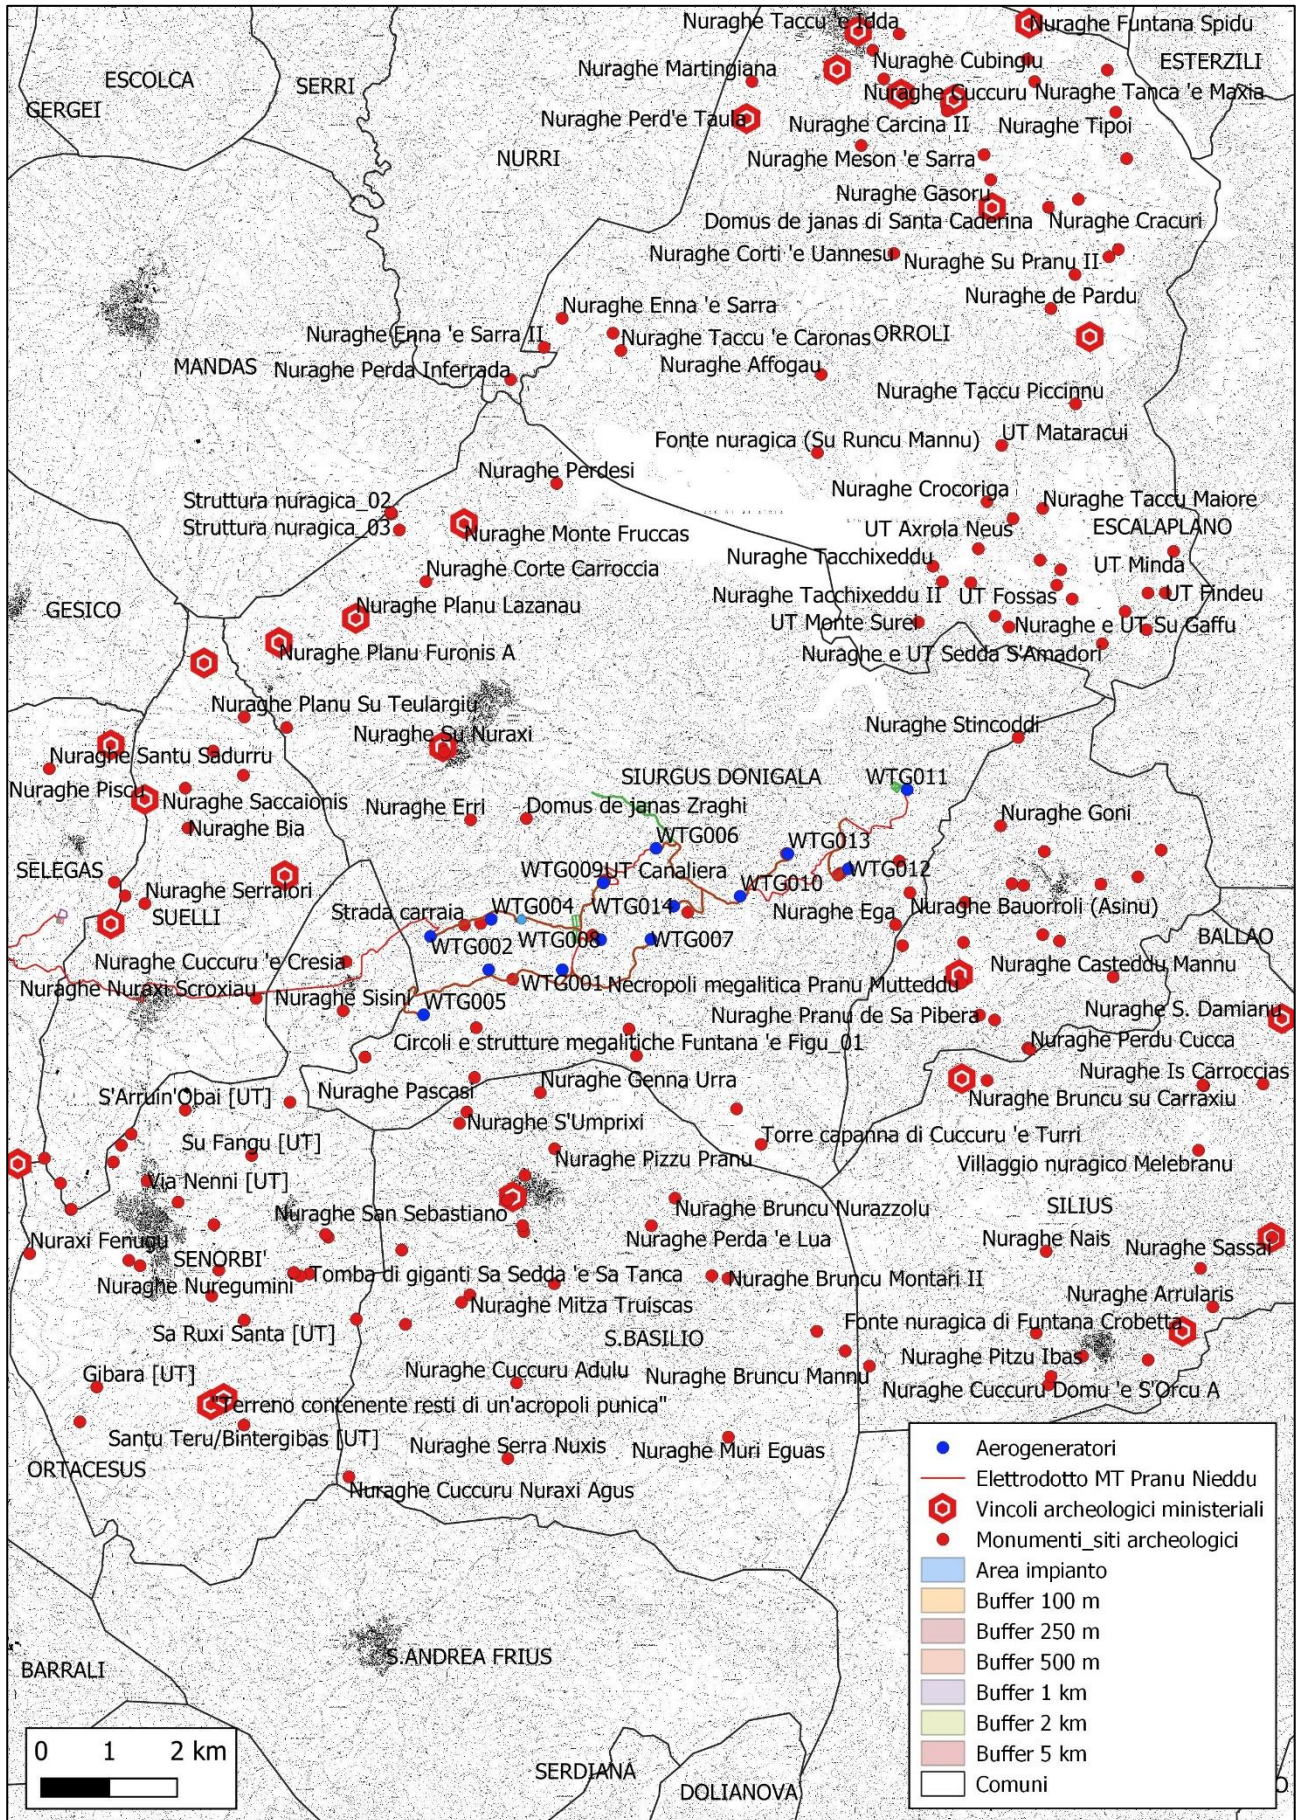 Nuraghe Taccu 'e Idda
Nuraghe Funtana Spidu
ESCOLCA
SERRI
Nuraghe Martingiana
Nuraghe Cubingiu
ESTERZILI
GERGEI
Nuraghe Cuccuru
Nuraghe Tanca 'e Maxia
Nuraghe Perd'e Taula
Nuraghe Carcina II
Nuraghe Tipoi
NURRI
Nuraghe Meson 'e Sarra
Nuraghe Gasoru
Domus de janas di Santa Caderina
Nuraghe Cracuri
Nuraghe Corti 'e Uannesu
Nuraghe Su Pranu II
Nuraghe de Pardu
Nuraghe Enna 'e Sarra
Nuraghe Enna 'e Sarra II
Nuraghe Taccu 'e Caronas
ORROLI
MANDAS
Nuraghe Perda Inferrada
Nuraghe Affogau
Nuraghe Taccu Piccinnu
Fonte nuragica (Su Runcu Mannu)
UT Mataracui
Nuraghe Perdesi
Nuraghe Crocoriga
Struttura nuragica_02
Nuraghe Taccu Maiore
Struttura nuragica_03
Nuraghe Monte Fruccas
UT Axrola Neus
ESCALAPLANO
Nuraghe Tacchixeddu
UT Minda
Nuraghe Corte Carroccia
Nuraghe Tacchixeddu II
UT Fossas
UT Findeu
GESICO
Nuraghe Planu Lazanau
UT Monte Surei
Nuraghe e UT Su Gaffu
Nuraghe Planu Furonis A
Nuraghe e UT Sedda S'Amadori
Nuraghe Planu Su Teulargiu
Nuraghe Stincoddi
Nuraghe Su Nuraxi
Nuraghe Santu Sadurru
SIURGUS DONIGALA
WTG011
Nuraghe Piscu
Nuraghe Saccaionis
Nuraghe Erri
Domus de janas Zraghi
Nuraghe Goni
Nuraghe Bia
WTG006
WTG013
SELEGAS
WTG009
UT Canaliera
WTG012
Nuraghe Serralori
WTG010
SUELLI
Strada carraia
WTG004
WTG014
Nuraghe Ega
Nuraghe Bauorroli (Asinu)
WTG002
WTG008
WTG007
BALLAO
Nuraghe Cuccuru 'e Cresia
Nuraghe Casteddu Mannu
Nuraghe Nuraxi Scroxiau
Nuraghe Sisini
WTG001
Necropoli megalitica Pranu Mutteddu
WTG005
Nuraghe Pranu de Sa Pibera
Nuraghe S. Damianu
Circoli e strutture megalitiche Funtana 'e Figu_01
Nuraghe Perdu Cucca
Nuraghe Pascasi
Nuraghe Genna Urra
Nuraghe Is Carroccias
S'Arruin'Obai [UT]
Nuraghe Bruncu su Carraxiu
Nuraghe S'Umprixi
Su Fangu [UT]
Torre capanna di Cuccuru 'e Turri
Nuraghe Pizzu Pranu
Villaggio nuragico Melebranu
Via Nenni [UT]
Nuraghe San Sebastiano
Nuraghe Bruncu Nurazzolu
SILIUS
Nuraxi Fenugu
Nuraghe Perda 'e Lua
Nuraghe Nais
Nuraghe Sassai
SENORBI'
Tomba di giganti Sa Sedda 'e Sa Tanca
Nuraghe Bruncu Montari II
Nuraghe Nuregumini
Nuraghe Mitza Truiscas
Nuraghe Arrularis
Sa Ruxi Santa [UT]
S.BASILIO
Fonte nuragica di Funtana Crobetta
Gibara [UT]
Nuraghe Cuccuru Adulu
Nuraghe Bruncu Mannu
Nuraghe Pitzu Ibas
Nuraghe Cuccuru Domu 'e S'Orcu A
"Terreno contenente resti di un'acropoli punica"
Santu Teru/Bintergibas [UT]
Nuraghe Serra Nuxis
Nuraghe Muri Eguas
ORTACESUS
Nuraghe Cuccuru Nuraxi Agus
S.ANDREA FRIUS
BARRALI
SERDIANA
DOLIANOVA
O
0 1 2 km
Aerogeneratori
Elettrodotto MT Pranu Nieddu
Vincoli archeologici ministeriali
Monumenti_siti archeologici
Area impianto
Buffer 100 m
Buffer 250 m
Buffer 500 m
Buffer 1 km
Buffer 2 km
Buffer 5 km
Comuni